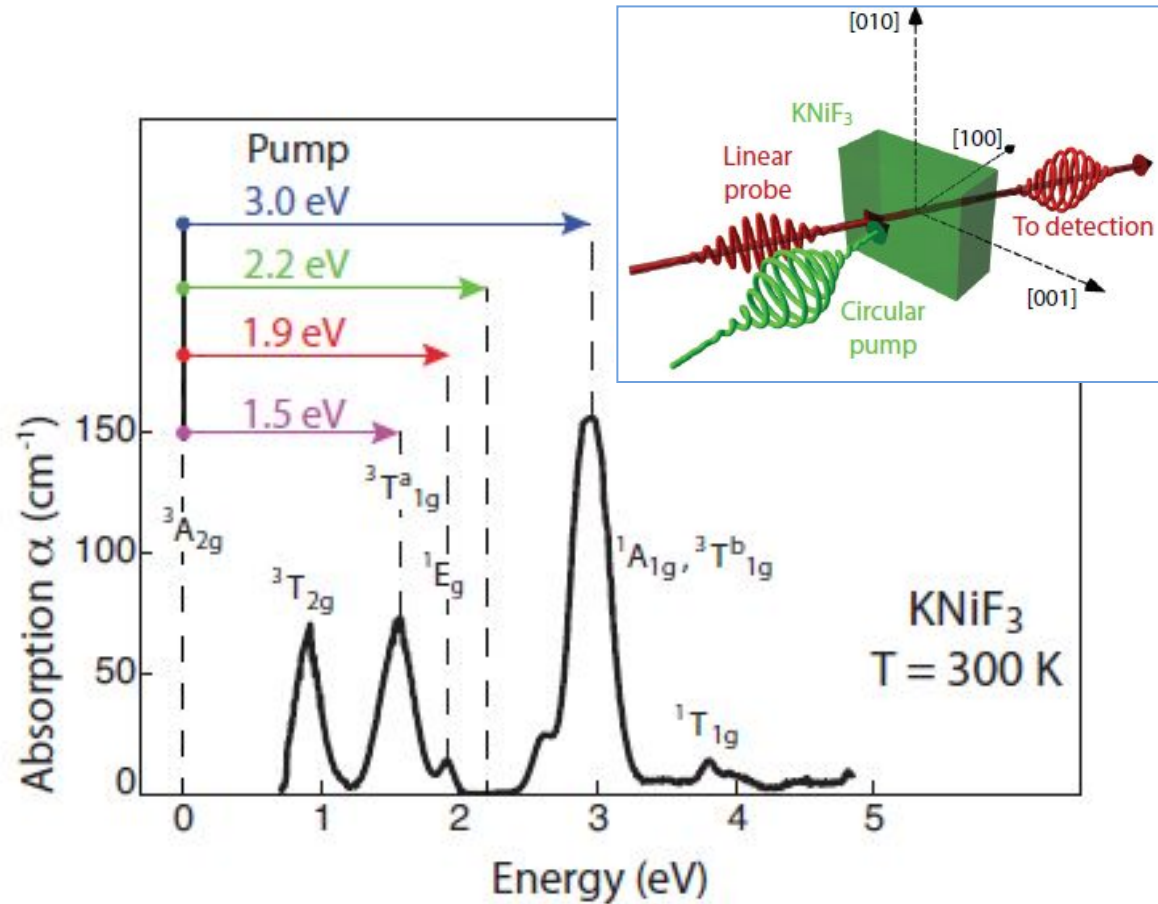 [010]
KNiF₃
[100]
Linear
probe
To detection
[001]
Circular
pump
Pump
3.0 eV
2.2 eV
1.9 eV
1.5 eV
150
100
50
0
Absorption α (cm⁻¹)
³A₂g
³T₂g
³Tᵃ₁g
¹Eg
¹A₁g, ³Tᵇ₁g
¹T₁g
KNiF₃
T = 300 K
0 1 2 3 4 5
Energy (eV)